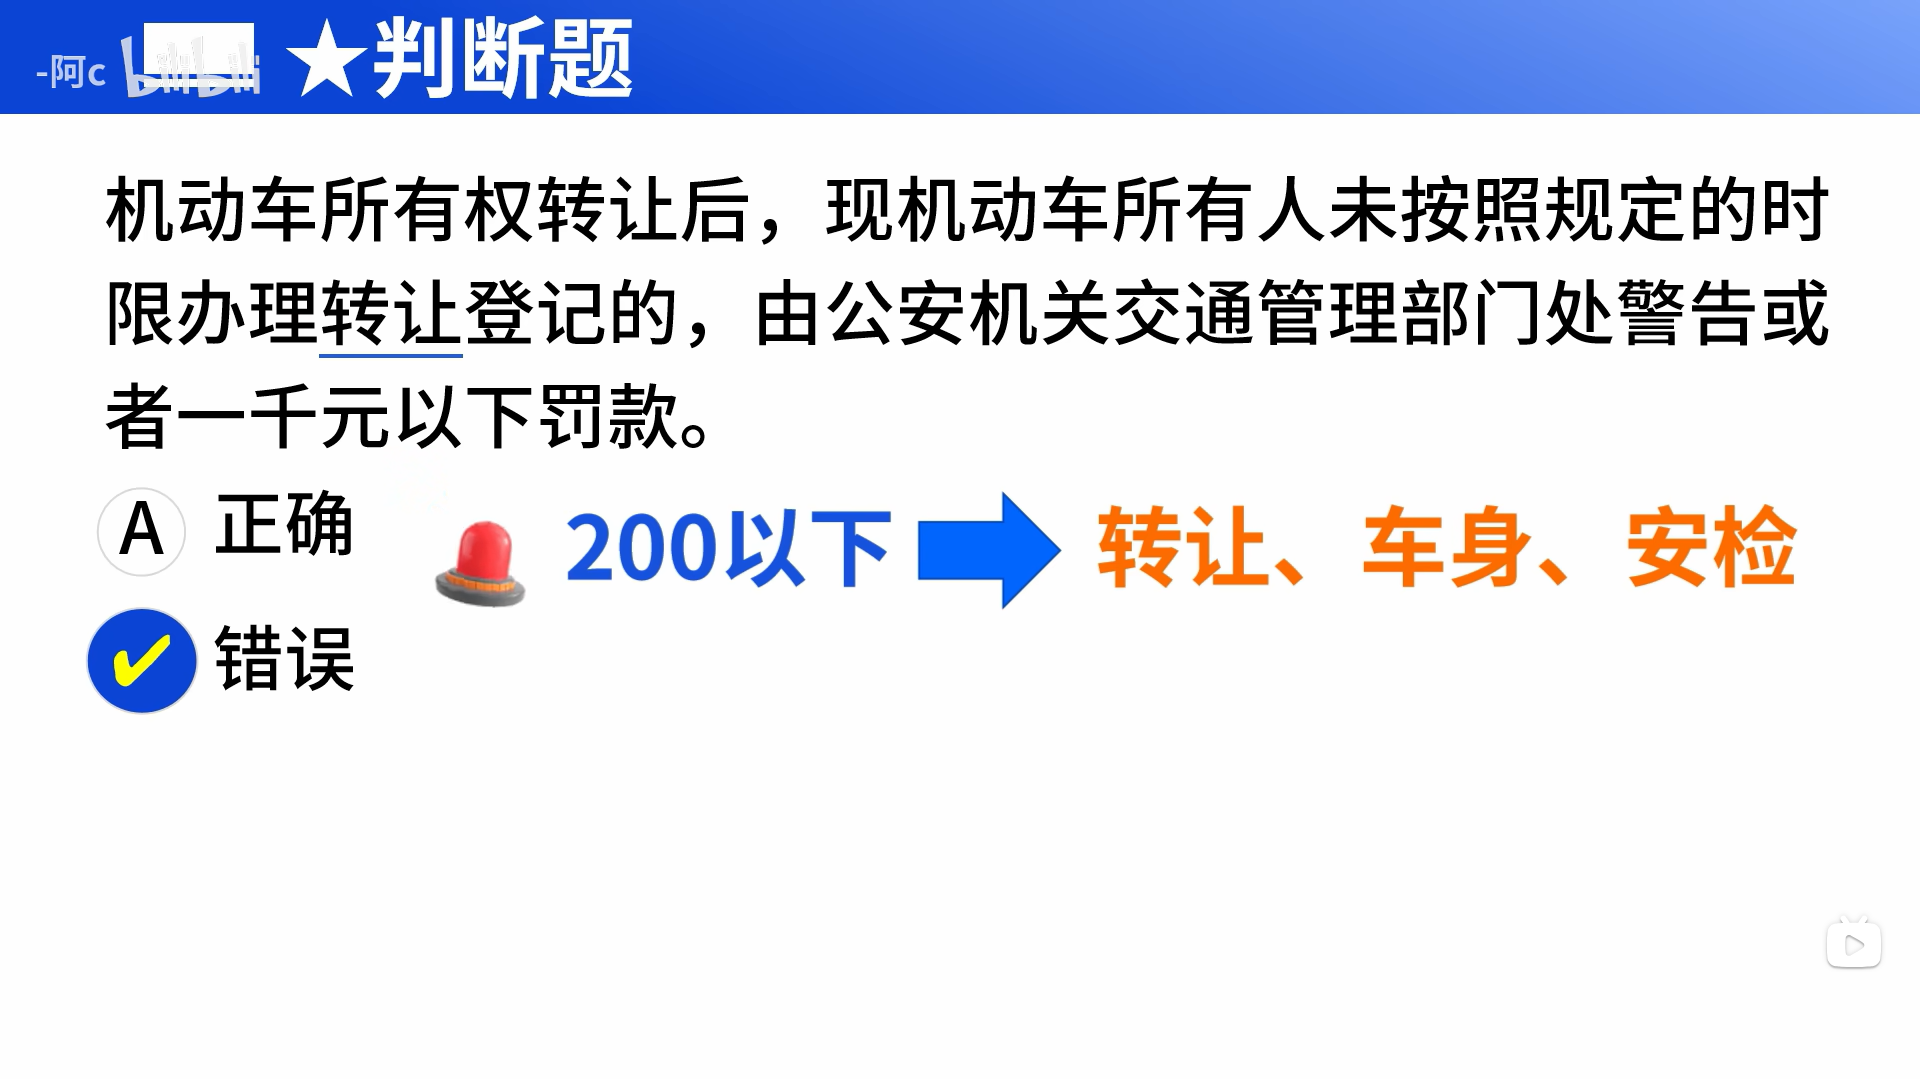 -阿c bilibili ★判断题
机动车所有权转让后，现机动车所有人未按照规定的时
限办理转让登记的，由公安机关交通管理部门处警告或
者一千元以下罚款。
A 正确
200以下 转让、车身、安检
✔ 错误